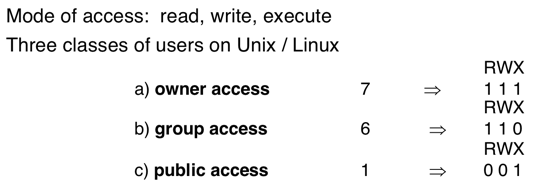 Mode of access: read, write, execute
Three classes of users on Unix / Linux
RWX
a) owner access 7 ⇒ 1 1 1
RWX
b) group access 6 ⇒ 1 1 0
RWX
c) public access 1 ⇒ 0 0 1